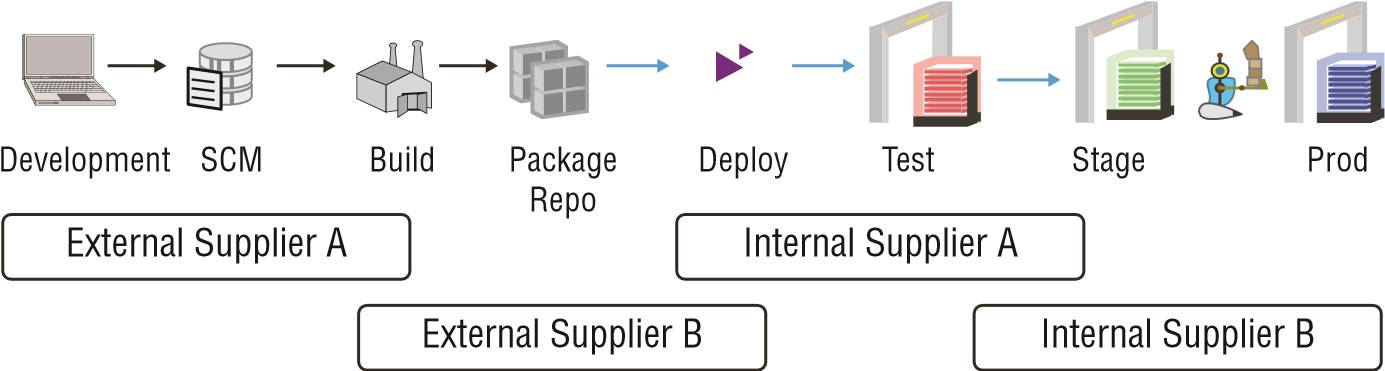 Development
SCM
Build
Package
Repo
Deploy
Test
Stage
Prod
External Supplier A
Internal Supplier A
External Supplier B
Internal Supplier B